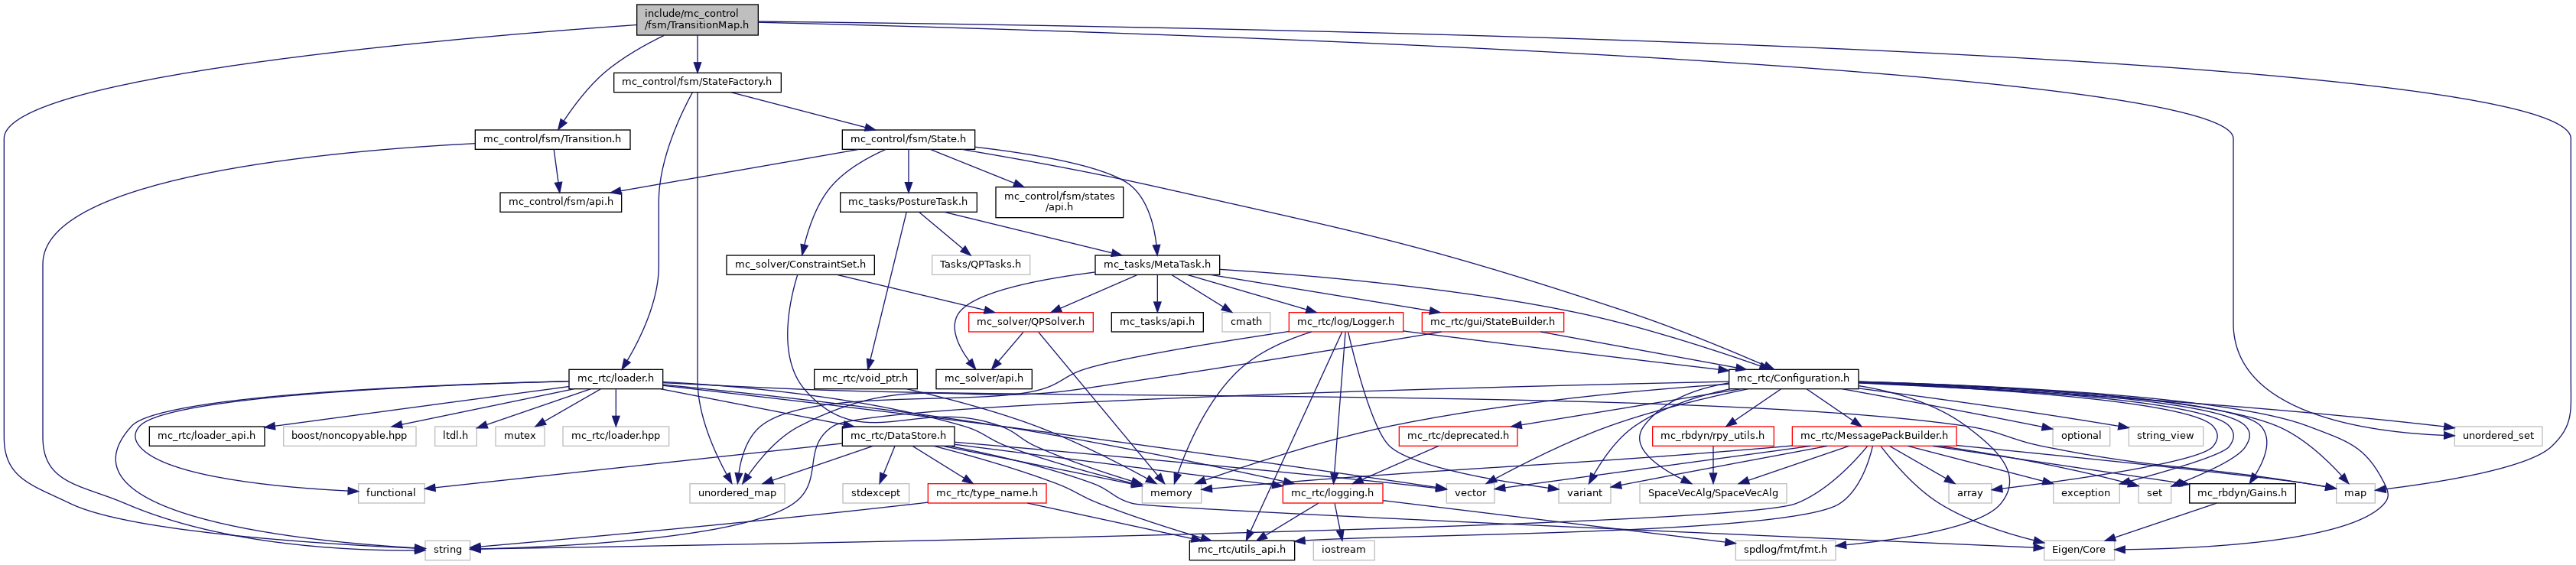 include/mc_control
/fsm/TransitionMap.h
mc_control/fsm/StateFactory.h
mc_control/fsm/Transition.h
mc_control/fsm/State.h
mc_control/fsm/api.h
mc_tasks/PostureTask.h
mc_control/fsm/states
/api.h
mc_solver/ConstraintSet.h
Tasks/QPTasks.h
mc_tasks/MetaTask.h
mc_solver/QPSolver.h
mc_tasks/api.h
cmath
mc_rtc/log/Logger.h
mc_rtc/gui/StateBuilder.h
mc_rtc/loader.h
mc_rtc/void_ptr.h
mc_solver/api.h
mc_rtc/Configuration.h
mc_rtc/loader_api.h
boost/noncopyable.hpp
ltdl.h
mutex
mc_rtc/loader.hpp
mc_rtc/DataStore.h
mc_rtc/deprecated.h
mc_rbdyn/rpy_utils.h
mc_rtc/MessagePackBuilder.h
optional
string_view
unordered_set
functional
unordered_map
stdexcept
mc_rtc/type_name.h
memory
mc_rtc/logging.h
vector
variant
SpaceVecAlg/SpaceVecAlg
array
exception
set
mc_rbdyn/Gains.h
map
string
mc_rtc/utils_api.h
iostream
spdlog/fmt/fmt.h
Eigen/Core